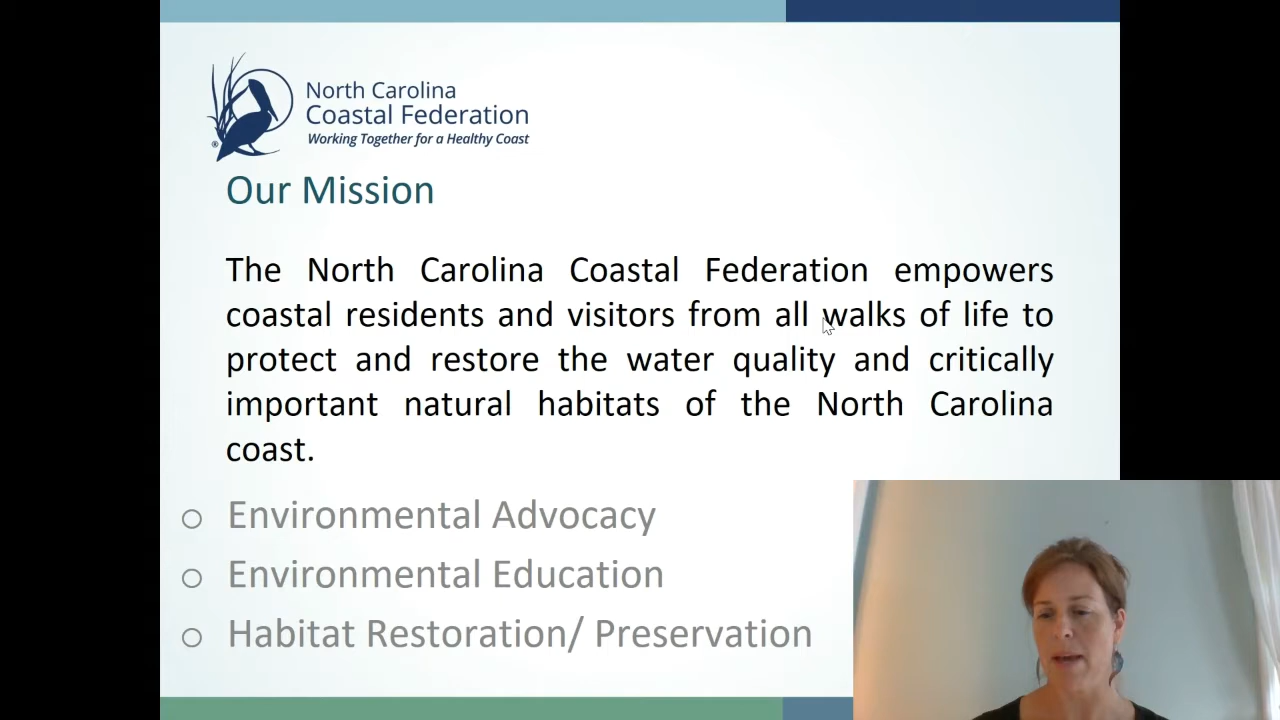 North Carolina
Coastal Federation
Working Together for a Healthy Coast
®
Our Mission
The North Carolina Coastal Federation empowers
coastal residents and visitors from all walks of life to
protect and restore the water quality and critically
important natural habitats of the North Carolina
coast.
o Environmental Advocacy
o Environmental Education
o Habitat Restoration/ Preservation